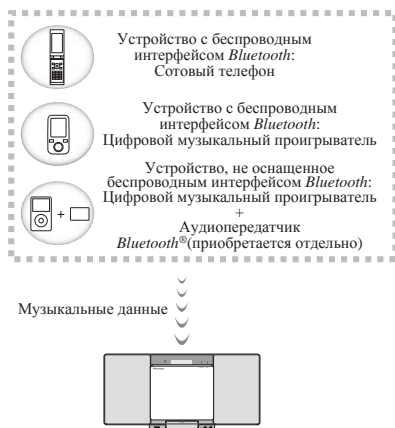 Устройство с беспроводным
интерфейсом Bluetooth:
Сотовый телефон
Устройство с беспроводным
интерфейсом Bluetooth:
Цифровой музыкальный проигрыватель
Устройство, не оснащенное
беспроводным интерфейсом Bluetooth:
Цифровой музыкальный проигрыватель
+
+
Аудиопередатчик
Bluetooth®(приобретается отдельно)
Музыкальные данные